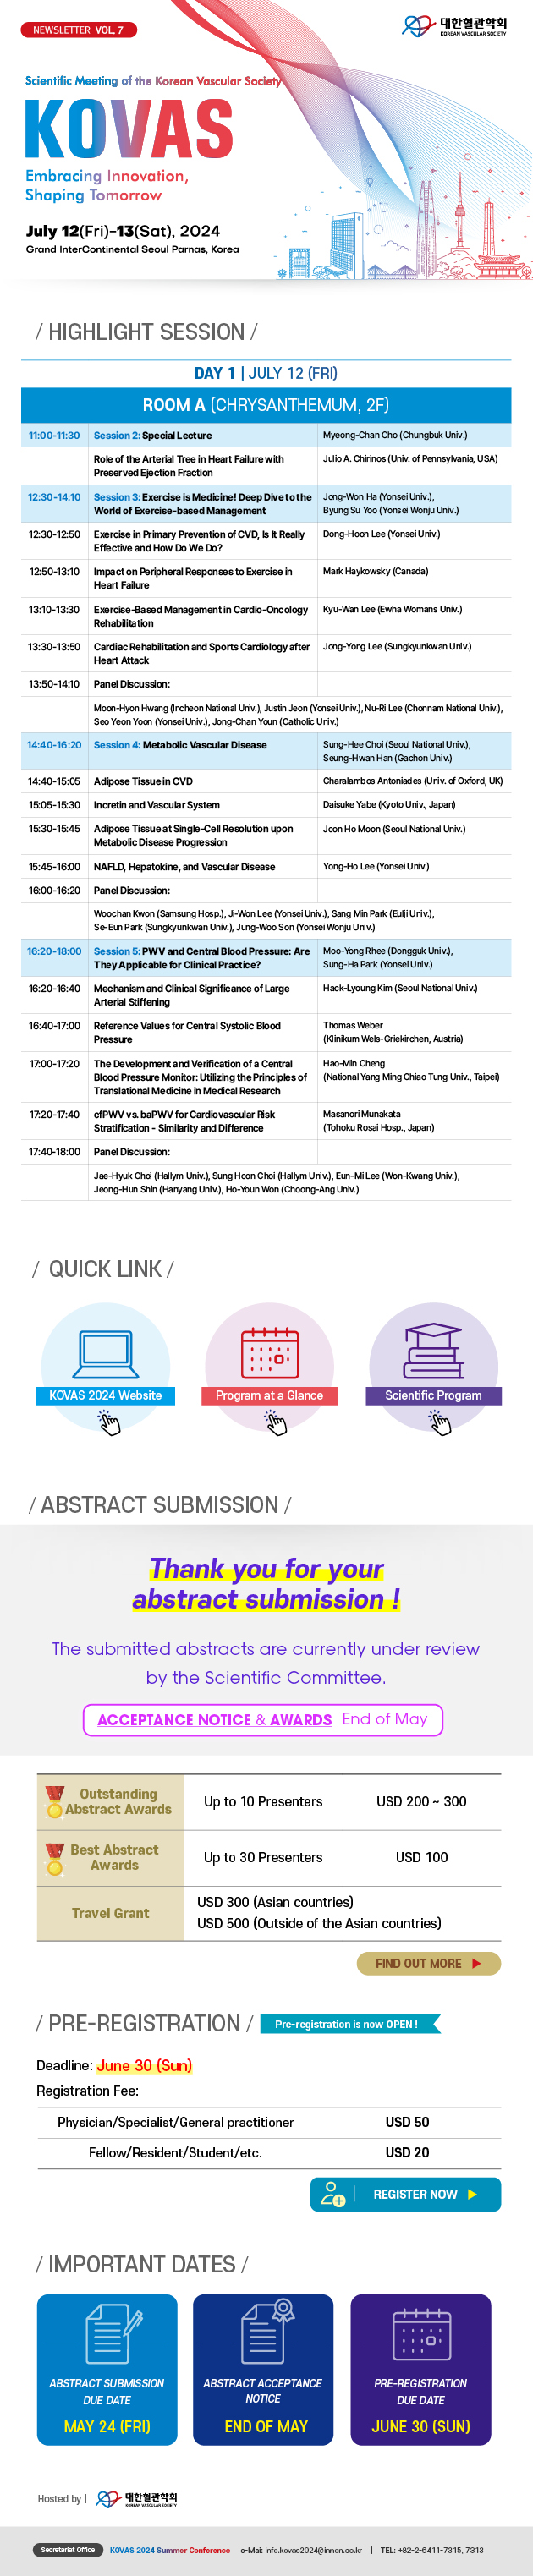 NEWSLETTER VOL. 7
대한혈관학회
KOREAN VASCULAR SOCIETY
Scientific Meeting of the Korean Vascular Society
KOVAS
Embracing Innovation,
Shaping Tomorrow
July 12(Fri)-13(Sat), 2024
Grand InterContinental Seoul Parnas, Korea
/ HIGHLIGHT SESSION /
DAY 1 | JULY 12 (FRI)
ROOM A (CHRYSANTHEMUM, 2F)
11:00-11:30 Session 2: Special Lecture Myeong-Chan Cho (Chungbuk Univ.)
Role of the Arterial Tree in Heart Failure with Julio A. Chirinos (Univ. of Pennsylvania, USA)
Preserved Ejection Fraction
12:30-14:10 Session 3: Exercise is Medicine! Deep Dive to the Jong-Won Ha (Yonsei Univ.),
World of Exercise-based Management Byung Su Yoo (Yonsei Wonju Univ.)
12:30-12:50 Exercise in Primary Prevention of CVD, Is It Really Dong-Hoon Lee (Yonsei Univ.)
Effective and How Do We Do?
12:50-13:10 Impact on Peripheral Responses to Exercise in Mark Haykowsky (Canada)
Heart Failure
13:10-13:30 Exercise-Based Management in Cardio-Oncology Kyu-Wan Lee (Ewha Womans Univ.)
Rehabilitation
13:30-13:50 Cardiac Rehabilitation and Sports Cardiology after Jong-Yong Lee (Sungkyunkwan Univ.)
Heart Attack
13:50-14:10 Panel Discussion:
Moon-Hyon Hwang (Incheon National Univ.), Justin Jeon (Yonsei Univ.), Nu-Ri Lee (Chonnam National Univ.),
Seo Yeon Yoon (Yonsei Univ.), Jong-Chan Youn (Catholic Univ.)
14:40-16:20 Session 4: Metabolic Vascular Disease Sung-Hee Choi (Seoul National Univ.),
Seung-Hwan Han (Gachon Univ.)
14:40-15:05 Adipose Tissue in CVD Charalambos Antoniades (Univ. of Oxford, UK)
15:05-15:30 Incretin and Vascular System Daisuke Yabe (Kyoto Univ., Japan)
15:30-15:45 Adipose Tissue at Single-Cell Resolution upon Joon Ho Moon (Seoul National Univ.)
Metabolic Disease Progression
15:45-16:00 NAFLD, Hepatokine, and Vascular Disease Yong-Ho Lee (Yonsei Univ.)
16:00-16:20 Panel Discussion:
Woochan Kwon (Samsung Hosp.), Ji-Won Lee (Yonsei Univ.), Sang Min Park (Eulji Univ.),
Se-Eun Park (Sungkyunkwan Univ.), Jung-Woo Son (Yonsei Wonju Univ.)
16:20-18:00 Session 5: PWV and Central Blood Pressure: Are Moo-Yong Rhee (Dongguk Univ.),
They Applicable for Clinical Practice? Sung-Ha Park (Yonsei Univ.)
16:20-16:40 Mechanism and Clinical Significance of Large Hack-Lyoung Kim (Seoul National Univ.)
Arterial Stiffening
16:40-17:00 Reference Values for Central Systolic Blood Thomas Weber
Pressure (Klinikum Wels-Griekirchen, Austria)
17:00-17:20 The Development and Verification of a Central Hao-Min Cheng
Blood Pressure Monitor: Utilizing the Principles of (National Yang Ming Chiao Tung Univ., Taipei)
Translational Medicine in Medical Research
17:20-17:40 cfPWV vs. baPWV for Cardiovascular Risk Masanori Munakata
Stratification - Similarity and Difference (Tohoku Rosai Hosp., Japan)
17:40-18:00 Panel Discussion:
Jae-Hyuk Choi (Hallym Univ.), Sung Hoon Choi (Hallym Univ.), Eun-Mi Lee (Won-Kwang Univ.),
Jeong-Hun Shin (Hanyang Univ.), Ho-Youn Won (Choong-Ang Univ.)
/ QUICK LINK /
KOVAS 2024 Website Program at a Glance Scientific Program
/ ABSTRACT SUBMISSION /
Thank you for your
abstract submission !
The submitted abstracts are currently under review
by the Scientific Committee.
ACCEPTANCE NOTICE & AWARDS End of May
Outstanding
Abstract Awards Up to 10 Presenters USD 200 ~ 300
Best Abstract
Awards Up to 30 Presenters USD 100
Travel Grant USD 300 (Asian countries)
USD 500 (Outside of the Asian countries)
FIND OUT MORE
/ PRE-REGISTRATION / Pre-registration is now OPEN !
Deadline: June 30 (Sun)
Registration Fee:
Physician/Specialist/General practitioner USD 50
Fellow/Resident/Student/etc. USD 20
REGISTER NOW
/ IMPORTANT DATES /
ABSTRACT SUBMISSION ABSTRACT ACCEPTANCE PRE-REGISTRATION
DUE DATE NOTICE DUE DATE
MAY 24 (FRI) END OF MAY JUNE 30 (SUN)
Hosted by | 대한혈관학회
KOREAN VASCULAR SOCIETY
Secretariat Office KOVAS 2024 Summer Conference e-Mai: info.kovas2024@innon.co.kr | TEL: +82-2-6411-7315, 7313